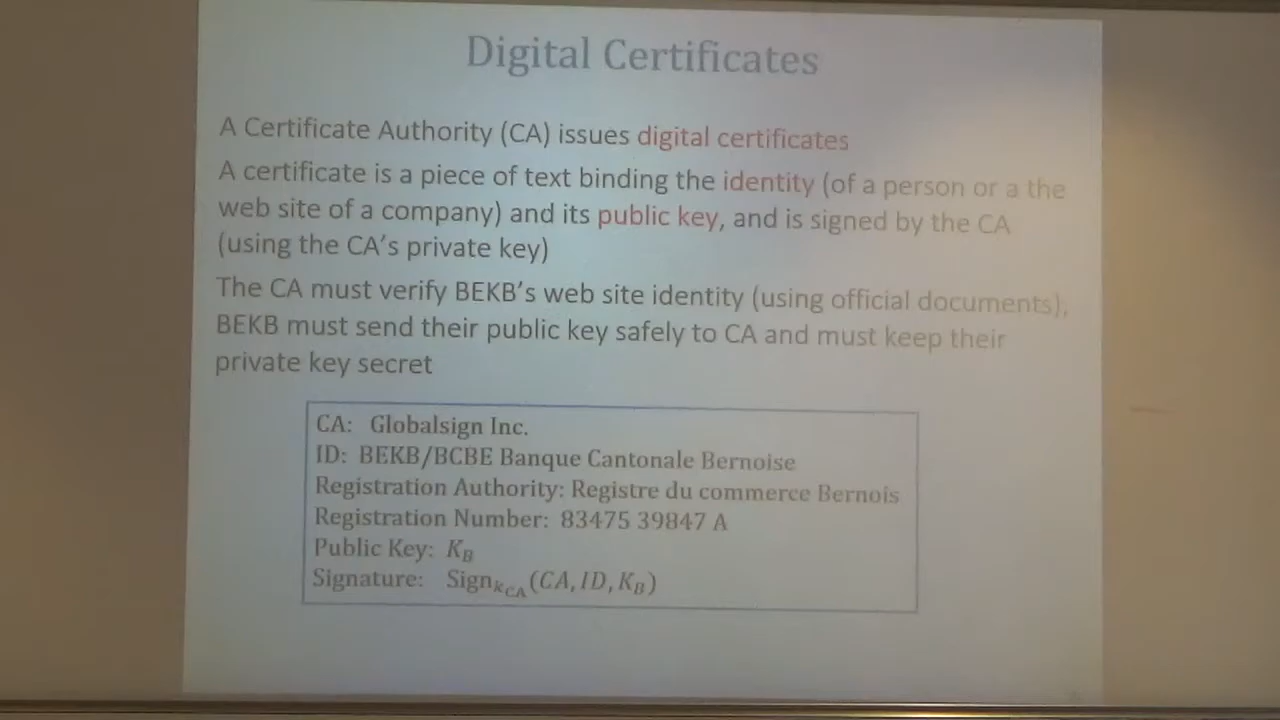 Digital Certificates
A Certificate Authority (CA) issues digital certificates
A certificate is a piece of text binding the identity (of a person or a the
web site of a company) and its public key, and is signed by the CA
(using the CA's private key)
The CA must verify BEKB's web site identity (using official documents);
BEKB must send their public key safely to CA and must keep their
private key secret
CA: Globalsign Inc.
ID: BEKB/BCBE Banque Cantonale Bernoise
Registration Authority: Registre du commerce Bernois
Registration Number: 83475 39847 A
Public Key: K_B
Signature: Sign_{k_{CA}}(CA, ID, K_B)